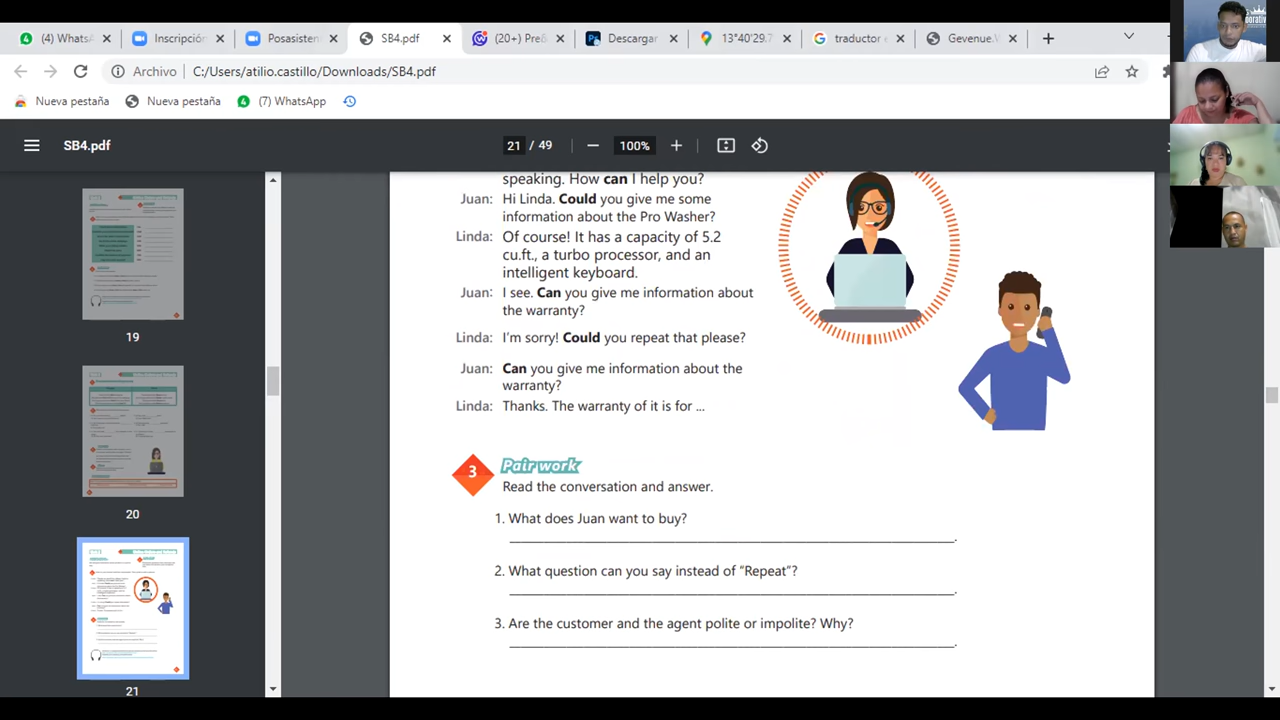 (4) Whats
Inscripción
Posasisten
SB4.pdf
(20+)
Descargar
13°40'29.7
traductor e
Gevenue.
Archivo C:/Users/atilio.castillo/Downloads/SB4.pdf
Nueva pestaña
Nueva pestaña
(7) WhatsApp
SB4.pdf
21 / 49
100%
speaking. How can I help you?
Juan: Hi Linda. Could you give me some
information about the Pro Washer?
Linda: Of course! It has a capacity of 5.2
cu.ft., a turbo processor, and an
intelligent keyboard.
Juan: I see. Can you give me information about
the warranty?
Linda: I'm sorry! Could you repeat that please?
Juan: Can you give me information about the
warranty?
Linda: Thanks. The warranty of it is for ...
3
Pair work
Read the conversation and answer.
1. What does Juan want to buy?
2. What question can you say instead of "Repeat"?
3. Are the customer and the agent polite or impolite? Why?
19
20
21